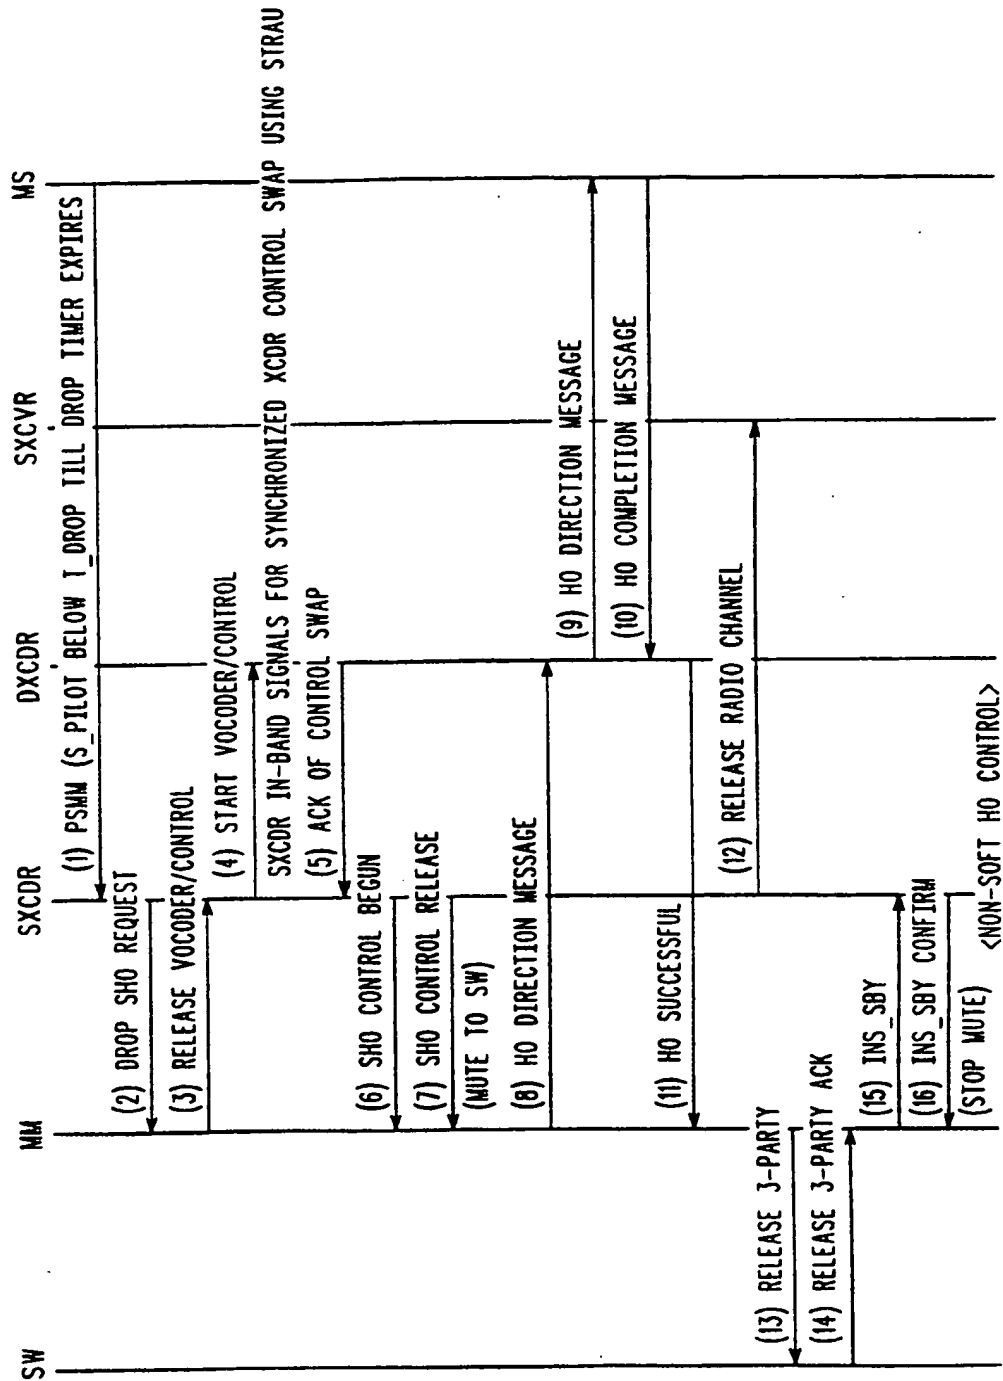 SW
MM
SXCDR
DXCDR
SXCVR
MS
(1) PSMM (S_PILOT BELOW T_DROP TILL DROP TIMER EXPIRES
(2) DROP SHO REQUEST
(3) RELEASE VOCODER/CONTROL
(4) START VOCODER/CONTROL
SXCDR IN-BAND SIGNALS FOR SYNCHRONIZED XCDR CONTROL SWAP USING STRAU
(5) ACK OF CONTROL SWAP
(6) SHO CONTROL BEGUN
(7) SHO CONTROL RELEASE
(MUTE TO SW)
(8) HO DIRECTION MESSAGE
(9) HO DIRECTION MESSAGE
(10) HO COMPLETION MESSAGE
(11) HO SUCCESSFUL
(12) RELEASE RADIO CHANNEL
(13) RELEASE 3-PARTY
(14) RELEASE 3-PARTY ACK
(15) INS_SBY
(16) INS_SBY CONFIRM
(STOP MUTE)
<NON-SOFT HO CONTROL>